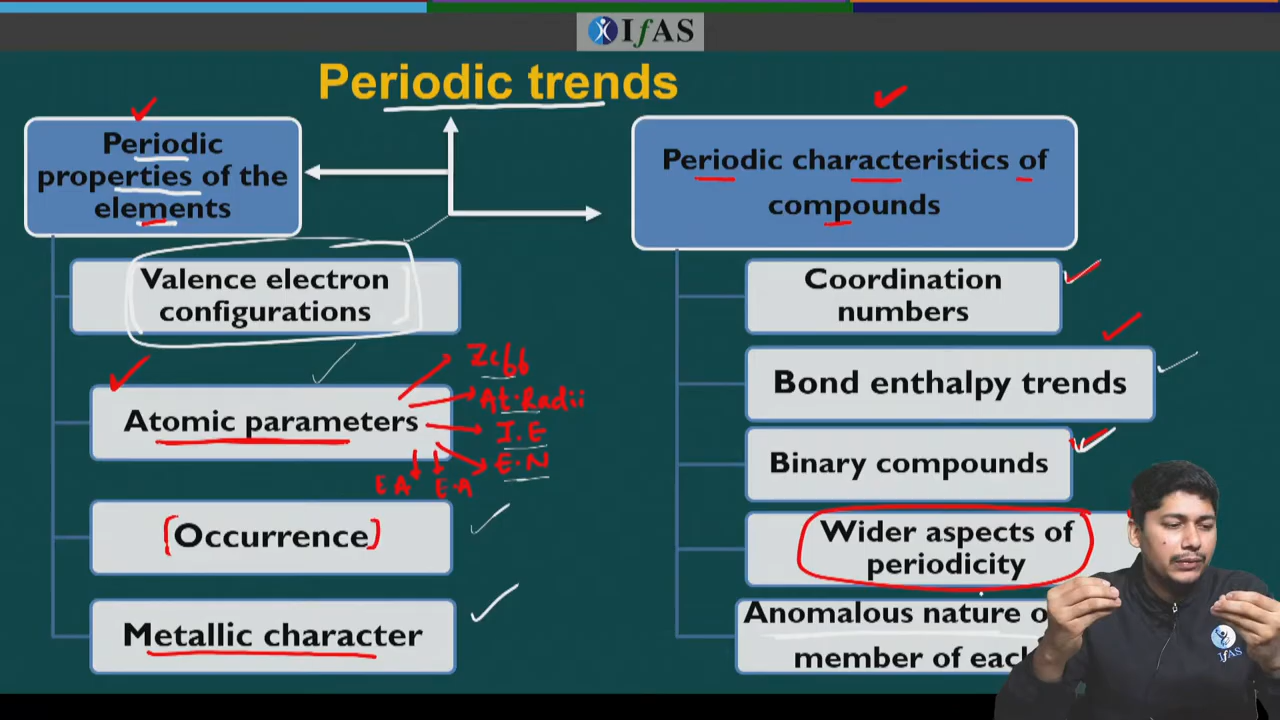 IfAS
Periodic trends
Periodic
properties of the
elements
Valence electron
configurations
Atomic parameters
Zeff
At. Radii
I.E
E.N
EA
E.A
(Occurrence)
Metallic character
Periodic characteristics of
compounds
Coordination
numbers
Bond enthalpy trends
Binary compounds
Wider aspects of
periodicity
Anomalous nature
member of each
IfAS